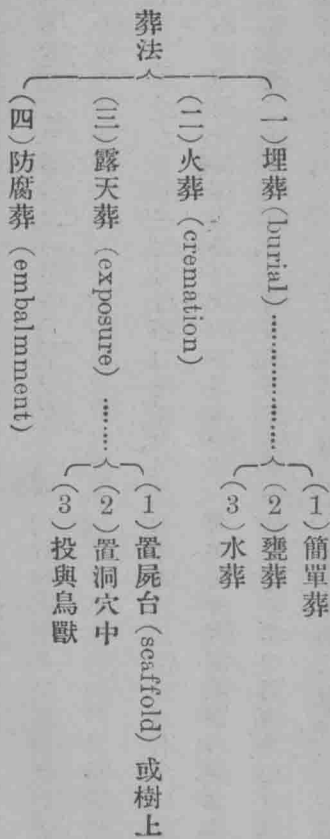 葬法
(一)埋葬(burial)
(1)簡單葬
(2)甕葬
(3)水葬
(二)火葬(cremation)
(三)露天葬(exposure)
(1)置屍台(scaffold)或樹上
(2)置洞穴中
(3)投與鳥獸
(四)防腐葬(embalmment)